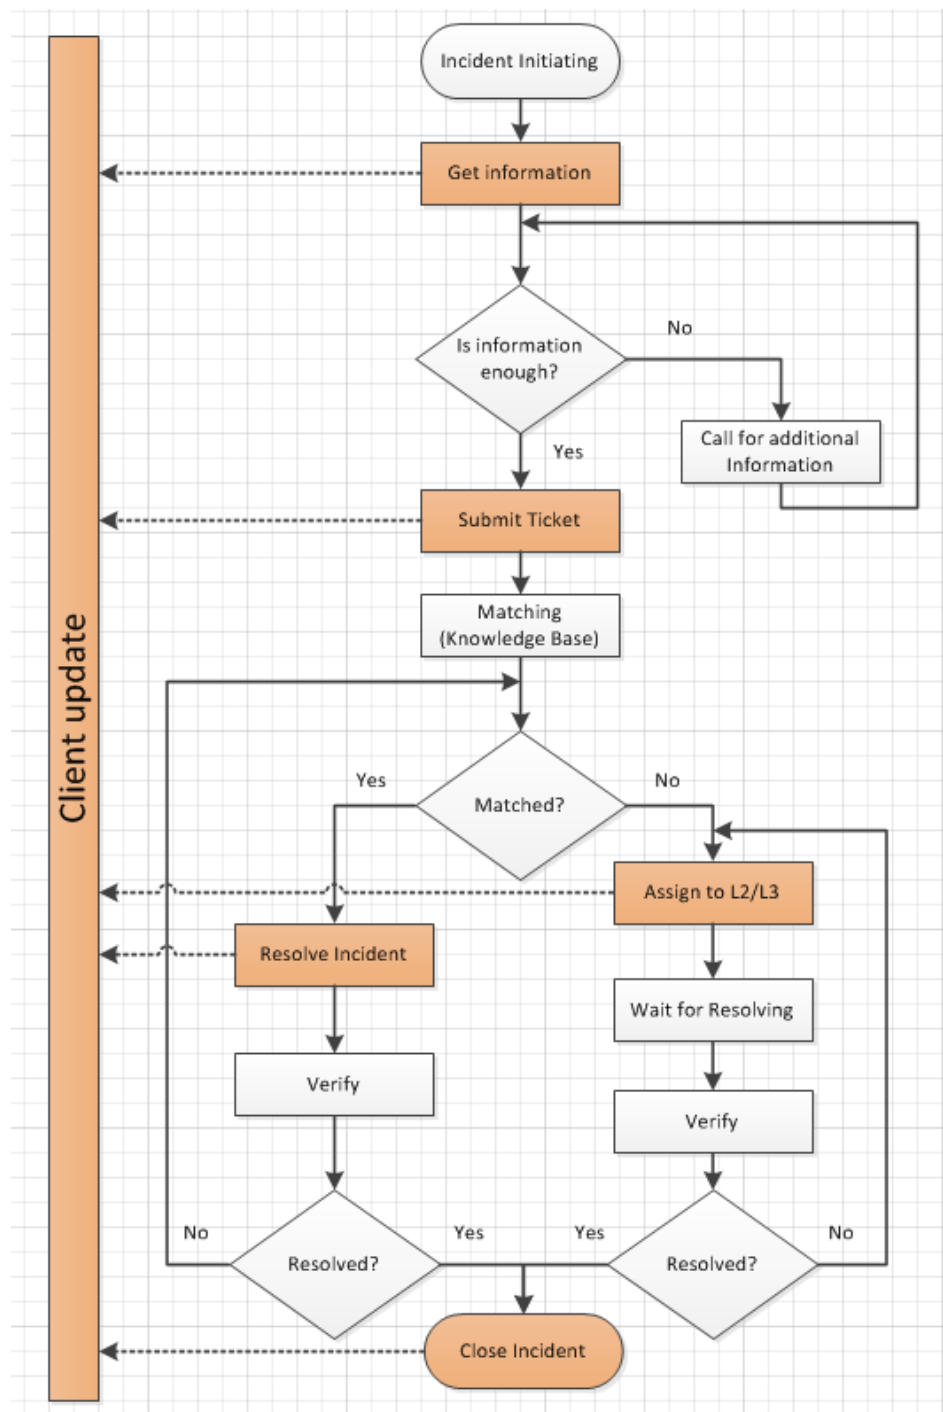 Incident Initiating
Get information
Is information
enough?
No
Call for additional
Information
Yes
Submit Ticket
Matching
(Knowledge Base)
Client update
Yes
No
Matched?
Assign to L2/L3
Resolve Incident
Wait for Resolving
Verify
Verify
No
Yes
Yes
No
Resolved?
Resolved?
Close Incident